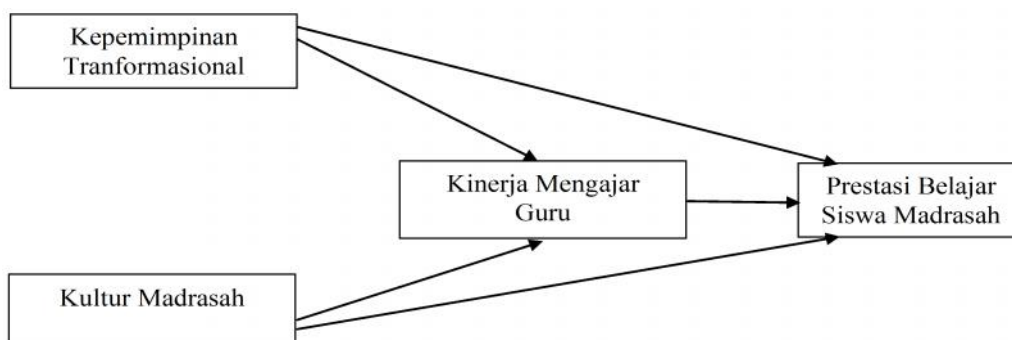 Kepemimpinan
Tranformasional
Kinerja Mengajar
Guru
Prestasi Belajar
Siswa Madrasah
Kultur Madrasah